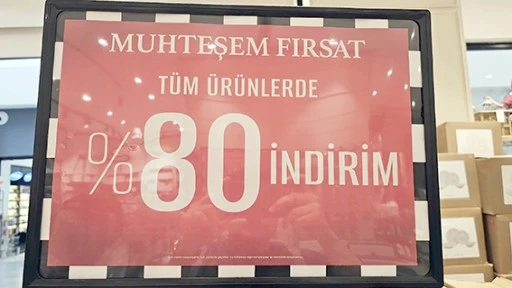 MUHTEŞEM FIRSAT
TÜM ÜRÜNLERDE
%80 İNDİRİM